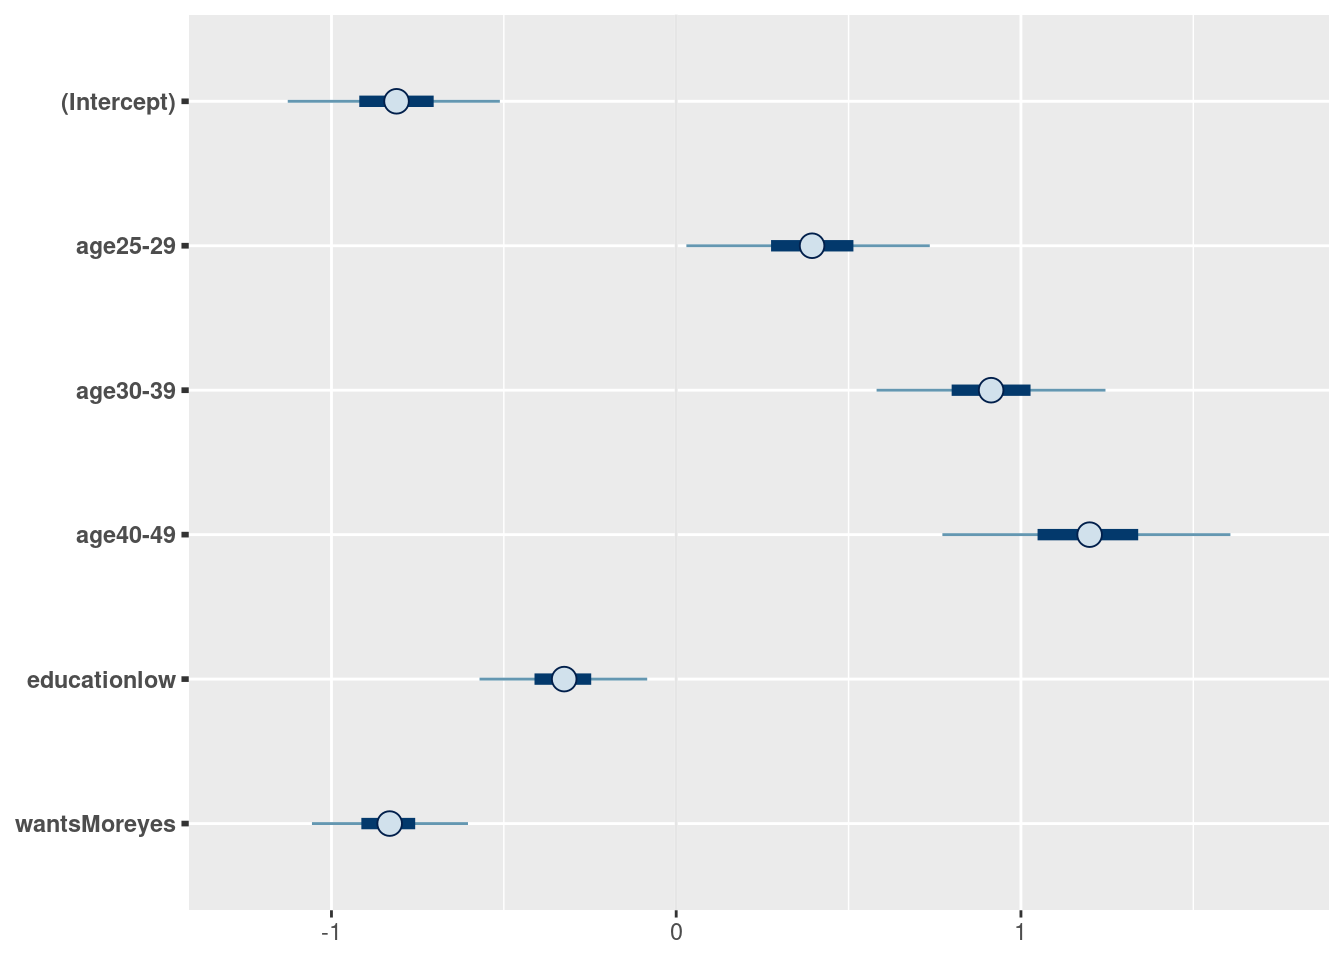 (Intercept)
age25-29
age30-39
age40-49
educationlow
wantsMoreyes
-1 0 1